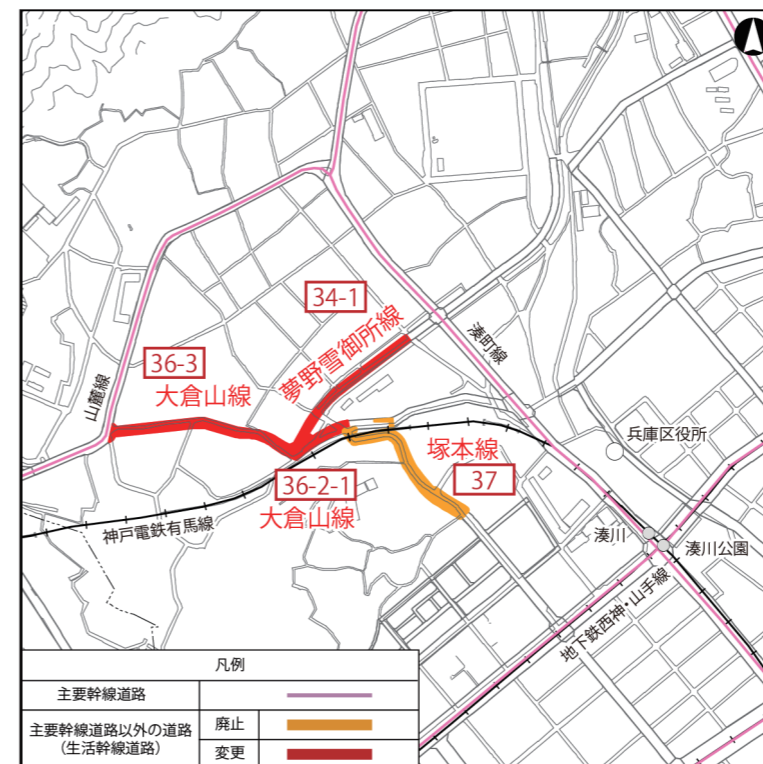 34-1
夢野雪御所線
湊町線
36-3
大倉山線
山麓線
兵庫区役所
塚本線
37
36-2-1
大倉山線
神戸電鉄有馬線
湊川
湊川公園
地下鉄西神・山手線
凡例
主要幹線道路
主要幹線道路以外の道路
(生活幹線道路)
廃止
変更